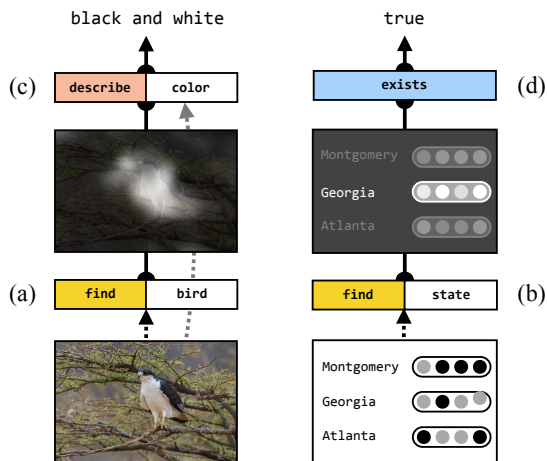 black and white
true
(c)
describe color
exists
(d)
Montgomery
Georgia
Atlanta
(a)
find bird
find state
(b)
Montgomery
Georgia
Atlanta